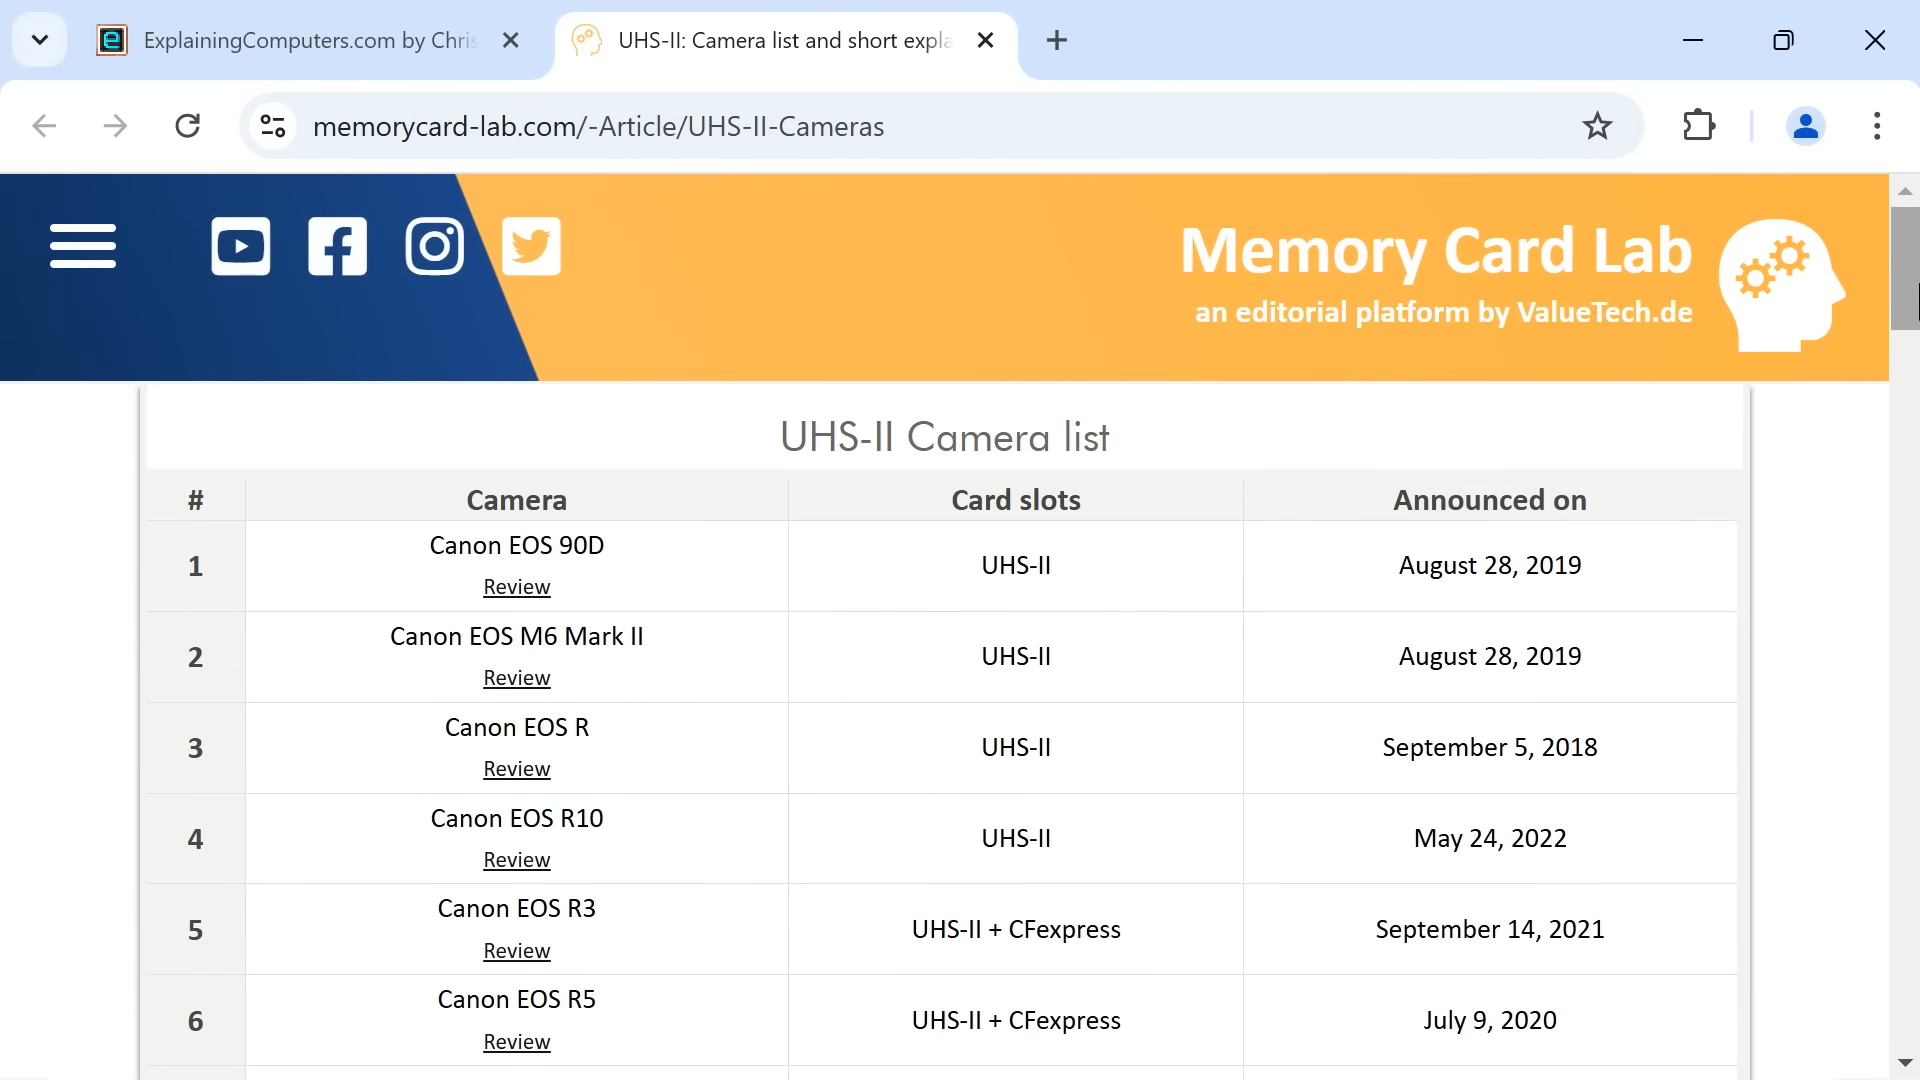 ExplainingComputers.com by Chris
UHS-II: Camera list and short expla
memorycard-lab.com/-Article/UHS-II-Cameras
Memory Card Lab
an editorial platform by ValueTech.de
UHS-II Camera list
# Camera Card slots Announced on
1 Canon EOS 90D UHS-II August 28, 2019
Review
2 Canon EOS M6 Mark II UHS-II August 28, 2019
Review
3 Canon EOS R UHS-II September 5, 2018
Review
4 Canon EOS R10 UHS-II May 24, 2022
Review
5 Canon EOS R3 UHS-II + CFexpress September 14, 2021
Review
6 Canon EOS R5 UHS-II + CFexpress July 9, 2020
Review